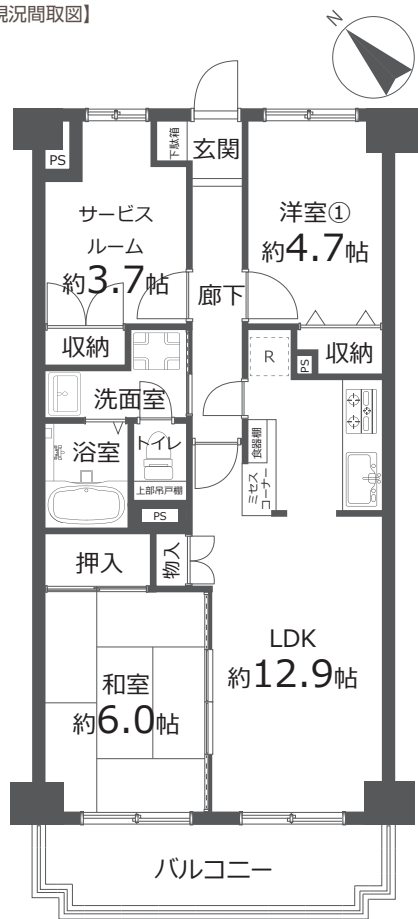 現況間取図】
N
下駄箱
玄関
PS
サービス
ルーム
約3.7帖
洋室①
約4.7帖
廊下
収納
R
PS
収納
洗面室
浴室
トイレ
上部吊戸棚
食器棚
ミセス
コーナー
PS
押入
物入
LDK
約12.9帖
和室
約6.0帖
バルコニー